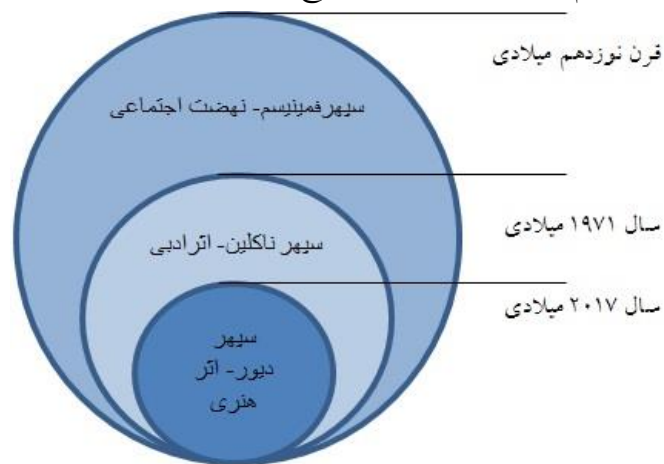 قرن نوزدهم میلادی
سپهرفمینیسم- نهضت اجتماعی
سال ۱۹۷۱ میلادی
سپهر ناکلین- اثرادبی
سال ۲۰۱۷ میلادی
سپهر
دیور- اثر
هنری